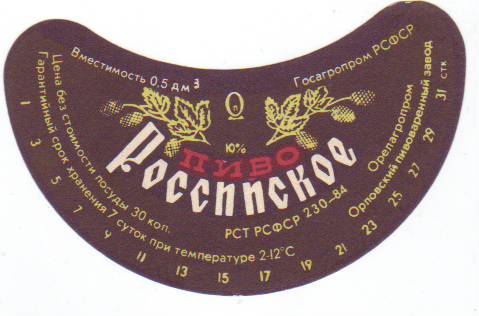 Вместимость 0,5 дм³
Госагропром РСФСР
10%
ПИВО
Российское
РСТ РСФСР 230-84
Цена без стоимости посуды 30 коп.
Гарантийный срок хранения 7 суток при температуре 2-12°С
Орелагропром
Орловский пивоваренный завод
1 3 5 7 9 11 13 15 17 19 21 23 25 27 29 31 стк